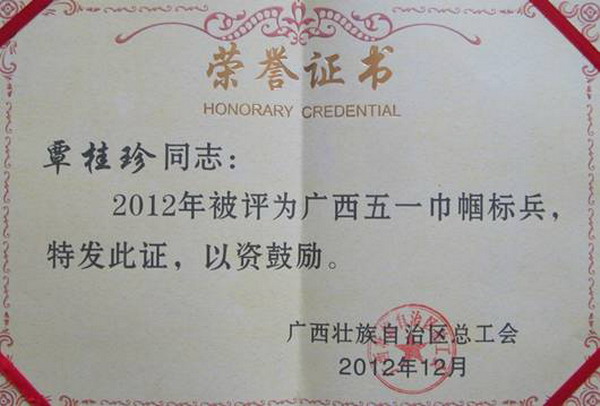 荣誉证书
HONORARY CREDENTIAL
覃桂珍同志：
2012年被评为广西五一巾帼标兵，
特发此证，以资鼓励。
广西壮族自治区总工会
2012年12月